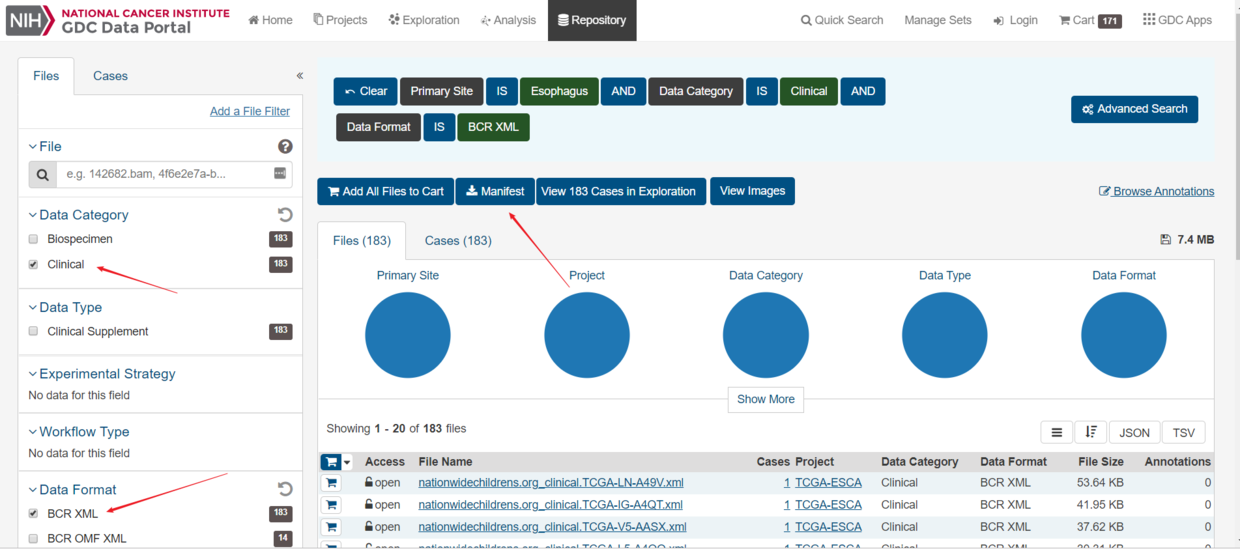 NIH NATIONAL CANCER INSTITUTE
GDC Data Portal
Home Projects Exploration Analysis Repository Quick Search Manage Sets Login Cart 171 GDC Apps
Files Cases «
Add a File Filter
File ?
e.g. 142682.bam, 4f6e2e7a-b...
Data Category
Biospecimen 183
Clinical 183
Data Type
Clinical Supplement 183
Experimental Strategy
No data for this field
Workflow Type
No data for this field
Data Format
BCR XML 183
BCR OMF XML 14
Clear Primary Site IS Esophagus AND Data Category IS Clinical AND
Data Format IS BCR XML
Advanced Search
Add All Files to Cart Manifest View 183 Cases in Exploration View Images Browse Annotations
Files (183) Cases (183) 7.4 MB
Primary Site Project Data Category Data Type Data Format
Show More
Showing 1 - 20 of 183 files JSON TSV
Access File Name Cases Project Data Category Data Format File Size Annotations
open nationwidechildrens.org_clinical.TCGA-LN-A49V.xml 1 TCGA-ESCA Clinical BCR XML 53.64 KB 0
open nationwidechildrens.org_clinical.TCGA-IG-A4QT.xml 1 TCGA-ESCA Clinical BCR XML 41.95 KB 0
open nationwidechildrens.org_clinical.TCGA-V5-AASX.xml 1 TCGA-ESCA Clinical BCR XML 37.62 KB 0